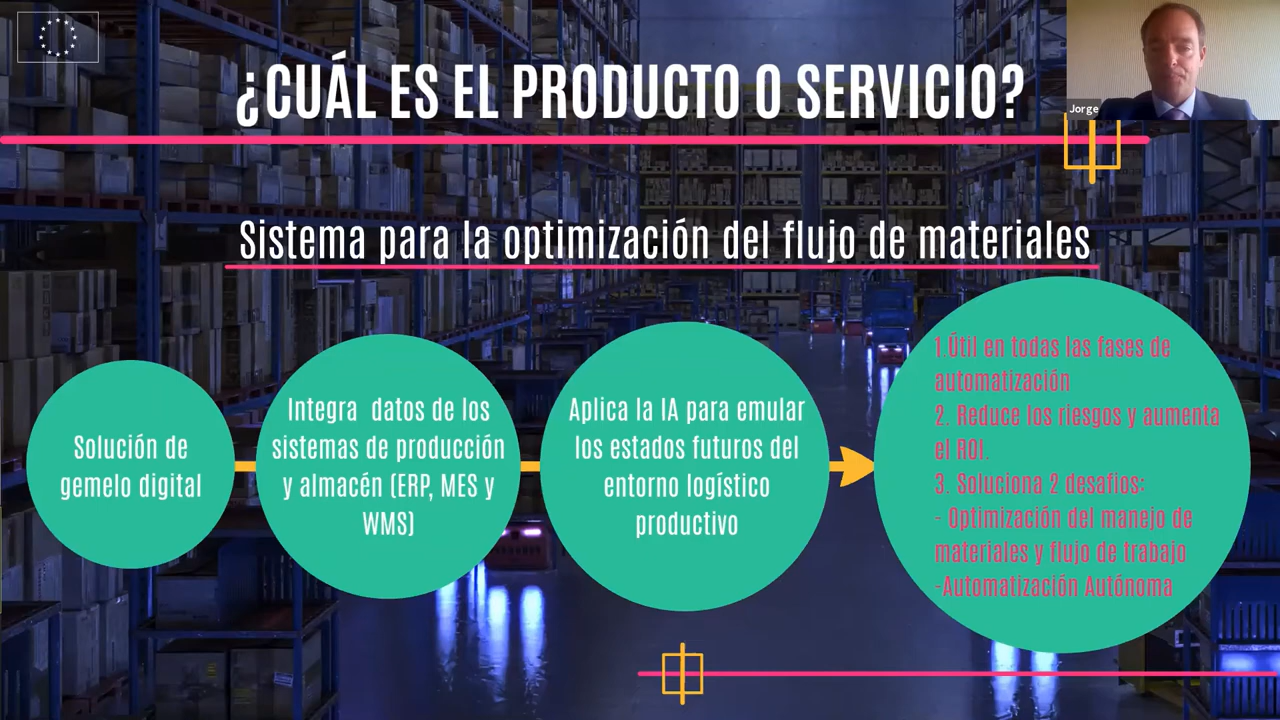 ¿CUÁL ES EL PRODUCTO O SERVICIO?
Jorge
Sistema para la optimización del flujo de materiales
Solución de
gemelo digital
Integra datos de los
sistemas de producción
y almacén (ERP, MES y
WMS)
Aplica la IA para emular
los estados futuros del
entorno logístico
productivo
1.Útil en todas las fases de
automatización
2. Reduce los riesgos y aumenta
el ROI.
3. Soluciona 2 desafíos:
- Optimización del manejo de
materiales y flujo de trabajo
-Automatización Autónoma